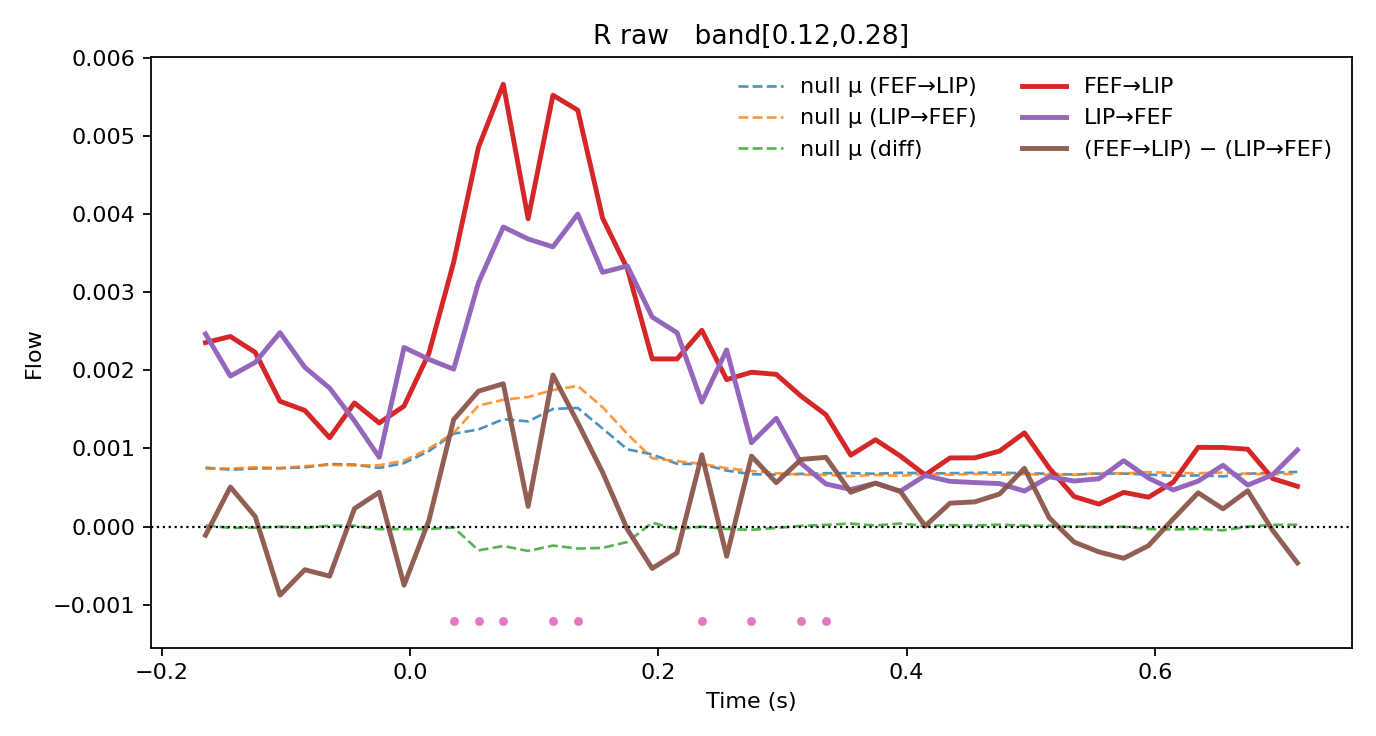 R raw   band[0.12,0.28]
0.006
0.005
0.004
0.003
0.002
0.001
0.000
−0.001
Flow
null μ (FEF→LIP)
null μ (LIP→FEF)
null μ (diff)
FEF→LIP
LIP→FEF
(FEF→LIP) − (LIP→FEF)
−0.2
0.0
0.2
0.4
0.6
Time (s)